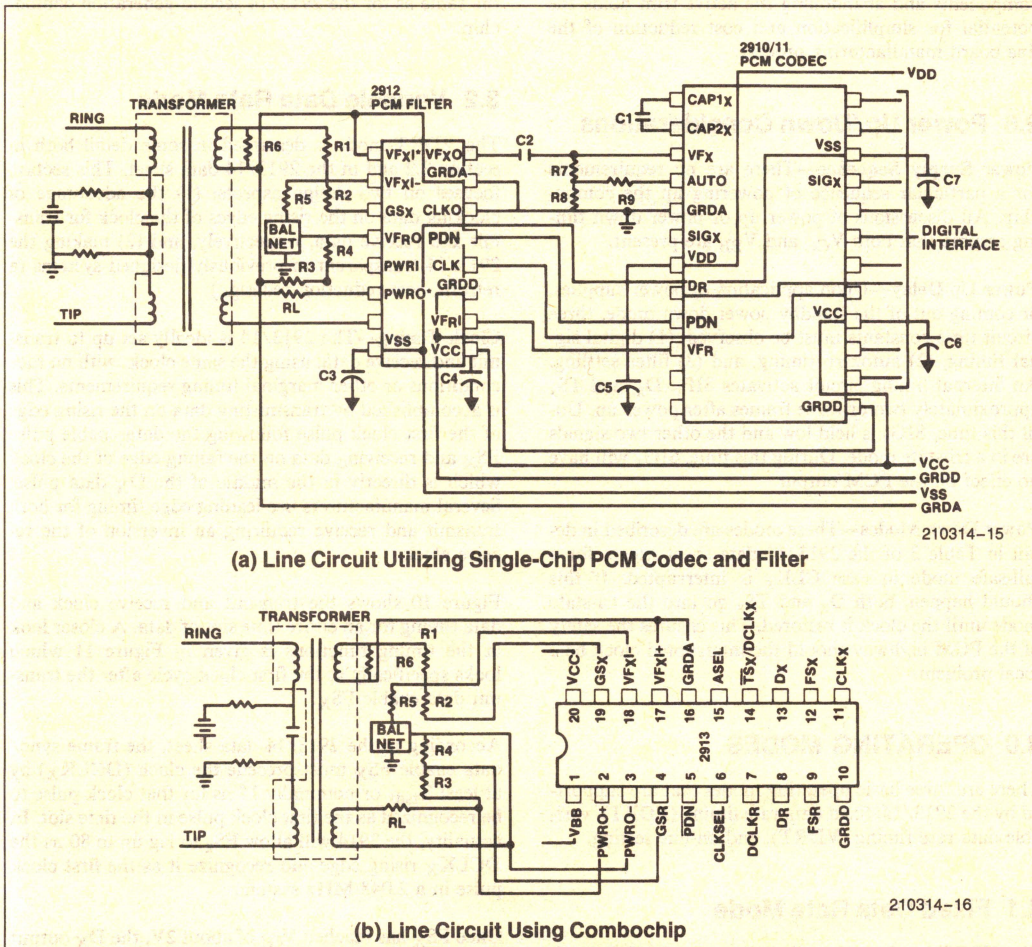 2910/11
PCM CODEC
VDD
TRANSFORMER
2912
PCM FILTER
RING
CAP1X
C1
CAP2X
C2
R6
R1
VFXI+
VFXO
VFX
VSS
R7
VFXI-
GRDA
R8
R9
SIGX
R5
R2
GSX
CLKO
GRDA
BAL
NET
VFRO
PDN
SIGX
DIGITAL
INTERFACE
R4
PWRI
CLK
VDD
R3
PWRO+
GRDD
DR
RL
VFRI
PDN
VCC
TIP
VSS
VCC
VFR
C6
C3
C4
C5
GRDD
VCC
GRDD
VSS
GRDA
210314-15
(a) Line Circuit Utilizing Single-Chip PCM Codec and Filter
TRANSFORMER
RING
R1
R6
R5
R2
BAL
NET
R4
R3
RL
TIP
VCC
GSX
VFXI-
VFXI+
GRDA
ASEL
TSX/DCLKX
DX
FSX
CLKX
20
19
18
17
16
15
14
13
12
11
2913
1
2
3
4
5
6
7
8
9
10
VBB
PWRO+
PWRO-
GSR
PDN
CLKSEL
DCLKR
DR
FSR
GRDD
210314-16
(b) Line Circuit Using Combochip